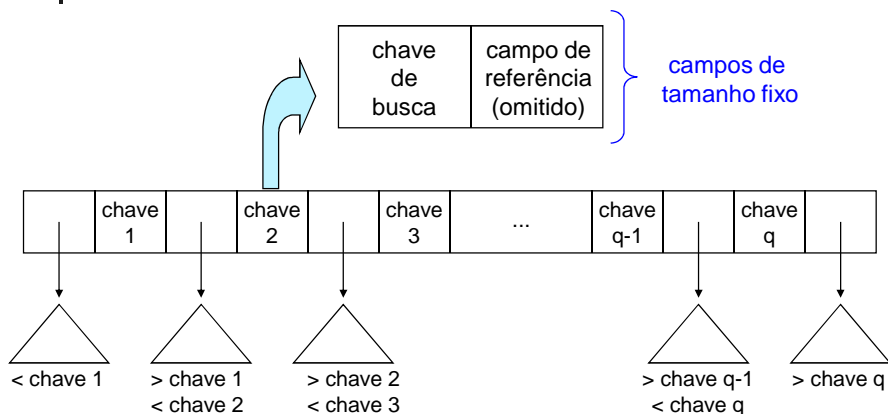 chave
de
busca
campo de
referência
(omitido)
campos de
tamanho fixo
chave
1
chave
2
chave
3
...
chave
q-1
chave
q
< chave 1
> chave 1
< chave 2
> chave 2
< chave 3
> chave q-1
< chave q
> chave q